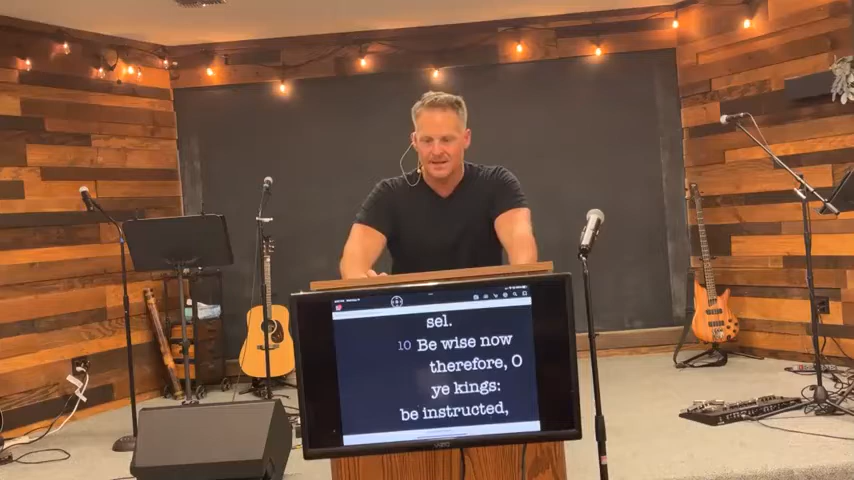 sel.
10 Be wise now
therefore, O
ye kings:
be instructed,